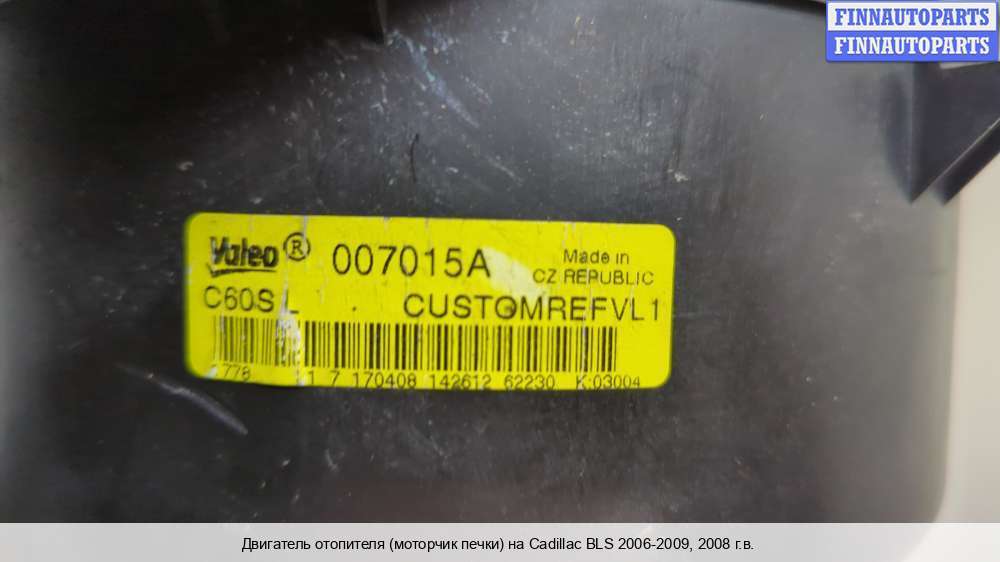 FINNAUTOPARTS
FINNAUTOPARTS
Valeo® 007015A Made in
CZ REPUBLIC
C60S L CUSTOMREFVL1
778 1 7 170408 142612 62230 K:03004
Двигатель отопителя (моторчик печки) на Cadillac BLS 2006-2009, 2008 г.в.